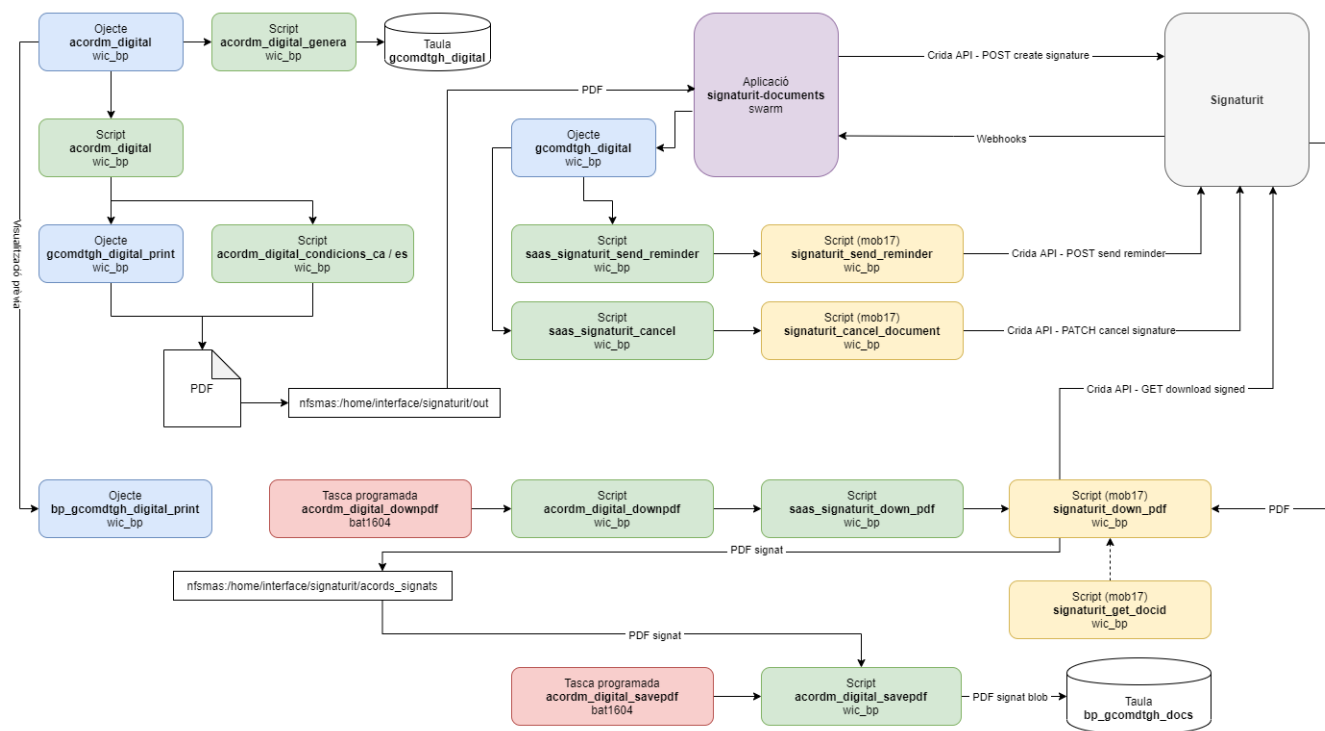 Ojecte
acordm_digital
wic_bp
Script
acordm_digital_genera
wic_bp
Taula
gcomdtgh_digital
PDF
Aplicació
signaturit-documents
swarm
Crida API - POST create signature
Webhooks
Signaturit
Script
acordm_digital
wic_bp
Ojecte
gcomdtgh_digital
wic_bp
Visualització prèvia
Ojecte
gcomdtgh_digital_print
wic_bp
Script
acordm_digital_condicions_ca / es
wic_bp
Script
saas_signaturit_send_reminder
wic_bp
Script (mob17)
signaturit_send_reminder
wic_bp
Crida API - POST send reminder
Script
saas_signaturit_cancel
wic_bp
Script (mob17)
signaturit_cancel_document
wic_bp
Crida API - PATCH cancel signature
PDF
nfsmas:/home/interface/signaturit/out
Crida API - GET download signed
Ojecte
bp_gcomdtgh_digital_print
wic_bp
Tasca programada
acordm_digital_downpdf
bat1604
Script
acordm_digital_downpdf
wic_bp
Script
saas_signaturit_down_pdf
wic_bp
Script (mob17)
signaturit_down_pdf
wic_bp
PDF
PDF signat
nfsmas:/home/interface/signaturit/acords_signats
Script (mob17)
signaturit_get_docid
wic_bp
PDF signat
Tasca programada
acordm_digital_savepdf
bat1604
Script
acordm_digital_savepdf
wic_bp
PDF signat blob
Taula
bp_gcomdtgh_docs